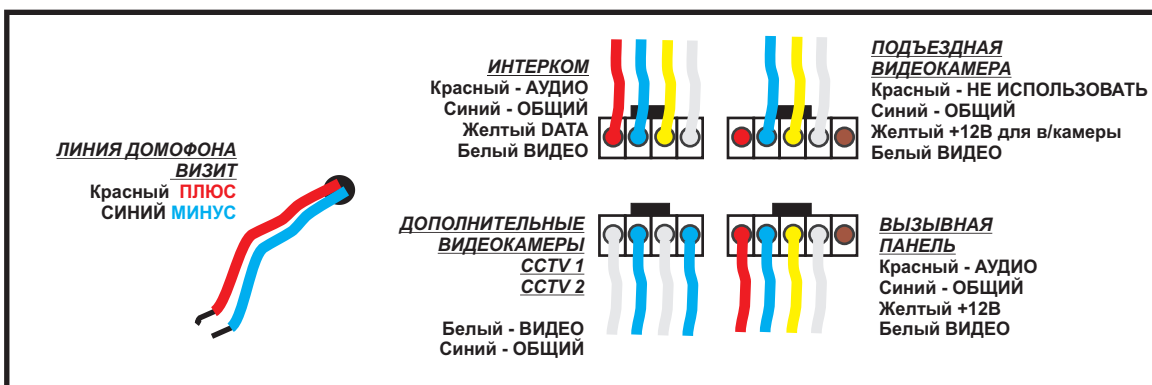 ЛИНИЯ ДОМОФОНА
ВИЗИТ
Красный ПЛЮС
СИНИЙ МИНУС
ИНТЕРКОМ
Красный - АУДИО
Синий - ОБЩИЙ
Желтый DATA
Белый ВИДЕО
ПОДЪЕЗДНАЯ
ВИДЕОКАМЕРА
Красный - НЕ ИСПОЛЬЗОВАТЬ
Синий - ОБЩИЙ
Желтый +12В для в/камеры
Белый ВИДЕО
ДОПОЛНИТЕЛЬНЫЕ
ВИДЕОКАМЕРЫ
CCTV 1
CCTV 2
Белый - ВИДЕО
Синий - ОБЩИЙ
ВЫЗЫВНАЯ
ПАНЕЛЬ
Красный - АУДИО
Синий - ОБЩИЙ
Желтый +12В
Белый ВИДЕО